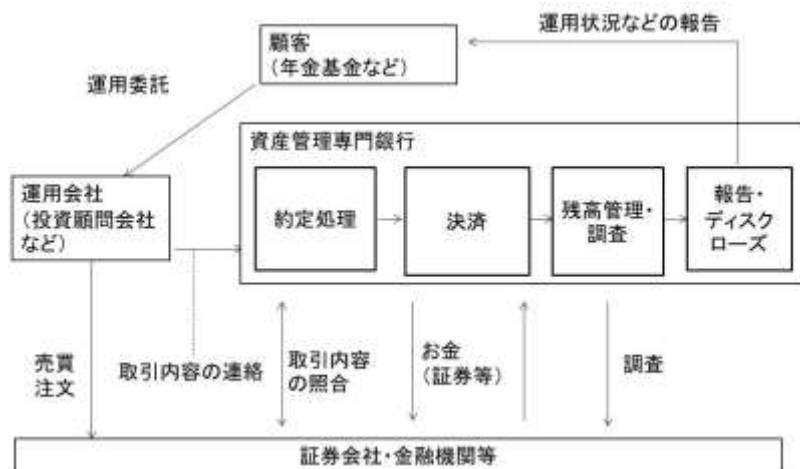 運用状況などの報告
顧客
(年金基金など)
運用委託
資産管理専門銀行
運用会社
(投資顧問会社
など)
約定処理
決済
残高管理・
調査
報告・
ディスク
ローズ
売買
注文
取引内容の連絡
取引内容
の照合
お金
(証券等)
調査
証券会社・金融機関等